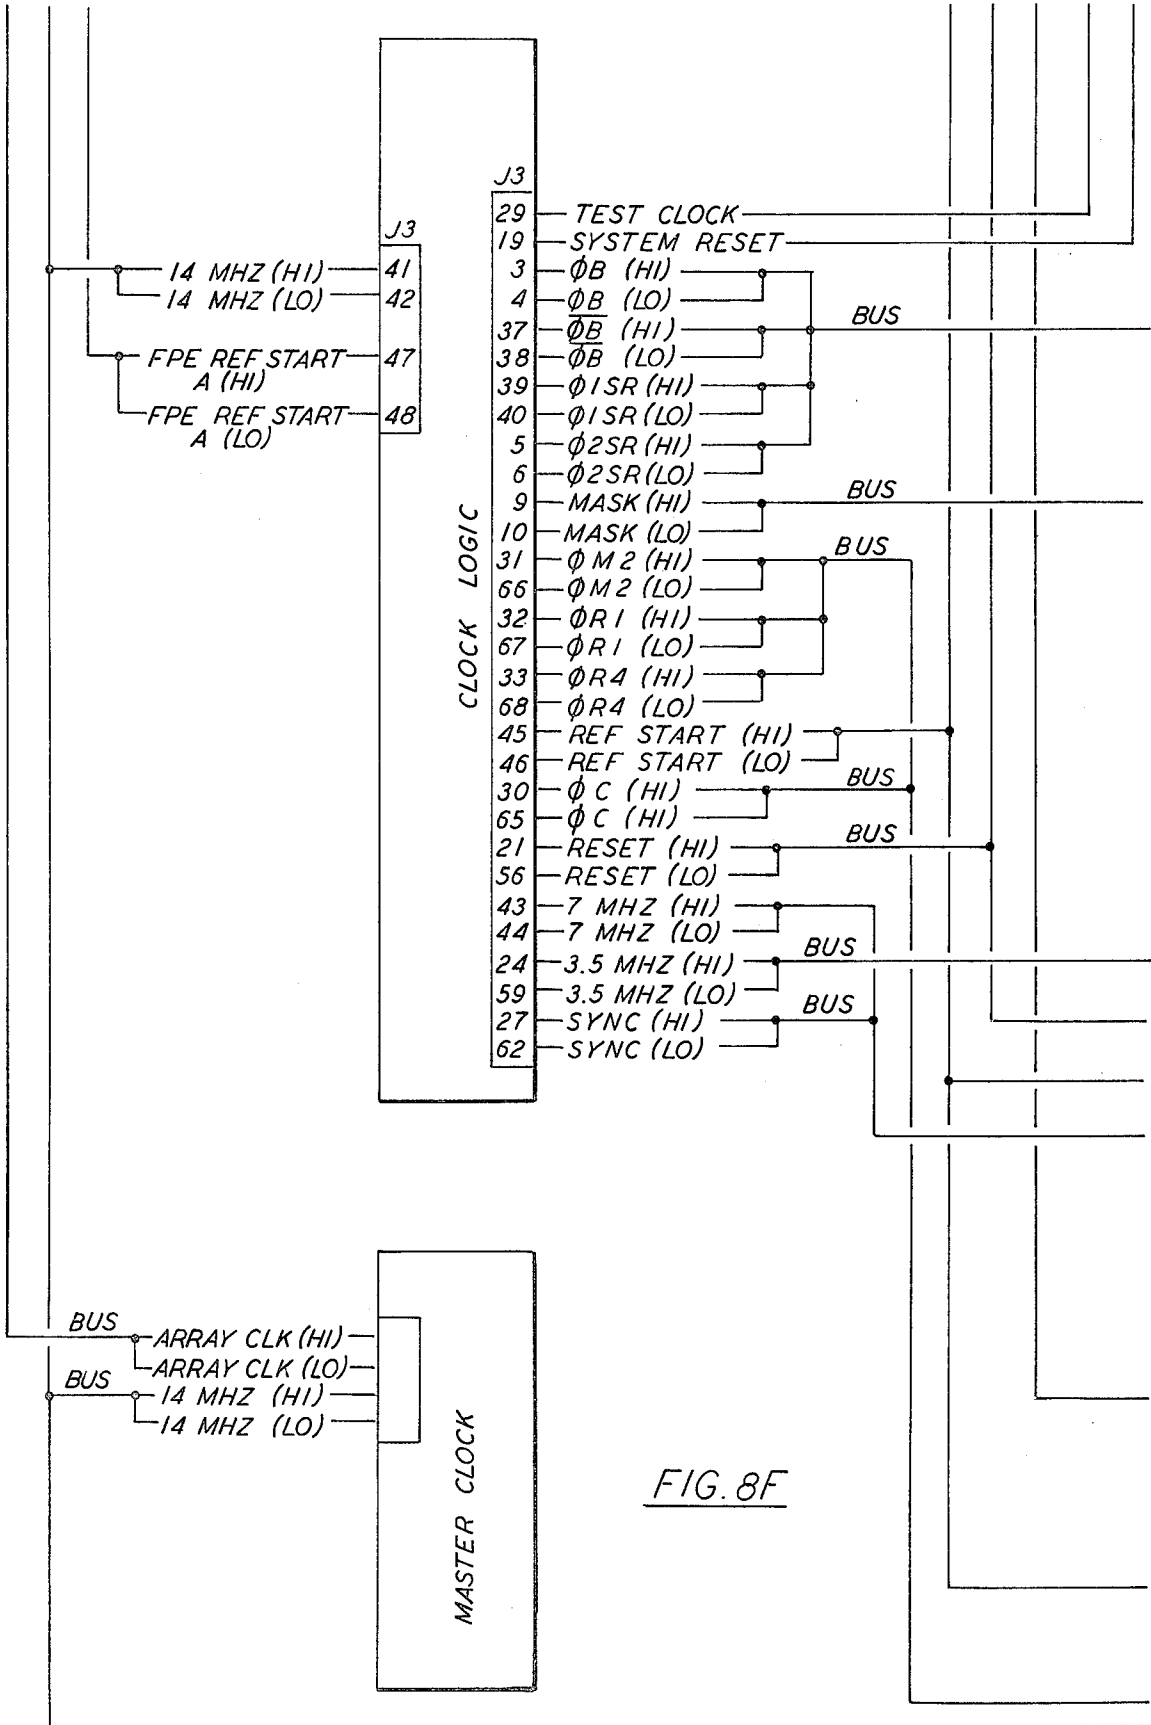 J3
29 TEST CLOCK
19 SYSTEM RESET
3 ϕB (HI)
4 ϕB (LO)
BUS
37 ϕ̅B̅ (HI)
38 ϕ̅B̅ (LO)
39 ϕ1SR (HI)
40 ϕ1SR (LO)
5 ϕ2SR (HI)
6 ϕ2SR (LO)
9 MASK (HI)
BUS
10 MASK (LO)
31 ϕM2 (HI)
BUS
66 ϕM2 (LO)
32 ϕR1 (HI)
67 ϕR1 (LO)
33 ϕR4 (HI)
68 ϕR4 (LO)
45 REF START (HI)
46 REF START (LO)
30 ϕC (HI)
BUS
65 ϕC (HI)
21 RESET (HI)
BUS
56 RESET (LO)
43 7 MHZ (HI)
44 7 MHZ (LO)
24 3.5 MHZ (HI)
BUS
59 3.5 MHZ (LO)
27 SYNC (HI)
BUS
62 SYNC (LO)
J3
14 MHZ (HI) 41
14 MHZ (LO) 42
FPE REF START 47
A (HI)
FPE REF START 48
A (LO)
CLOCK LOGIC
BUS
ARRAY CLK (HI)
ARRAY CLK (LO)
BUS
14 MHZ (HI)
14 MHZ (LO)
MASTER CLOCK
FIG. 8F